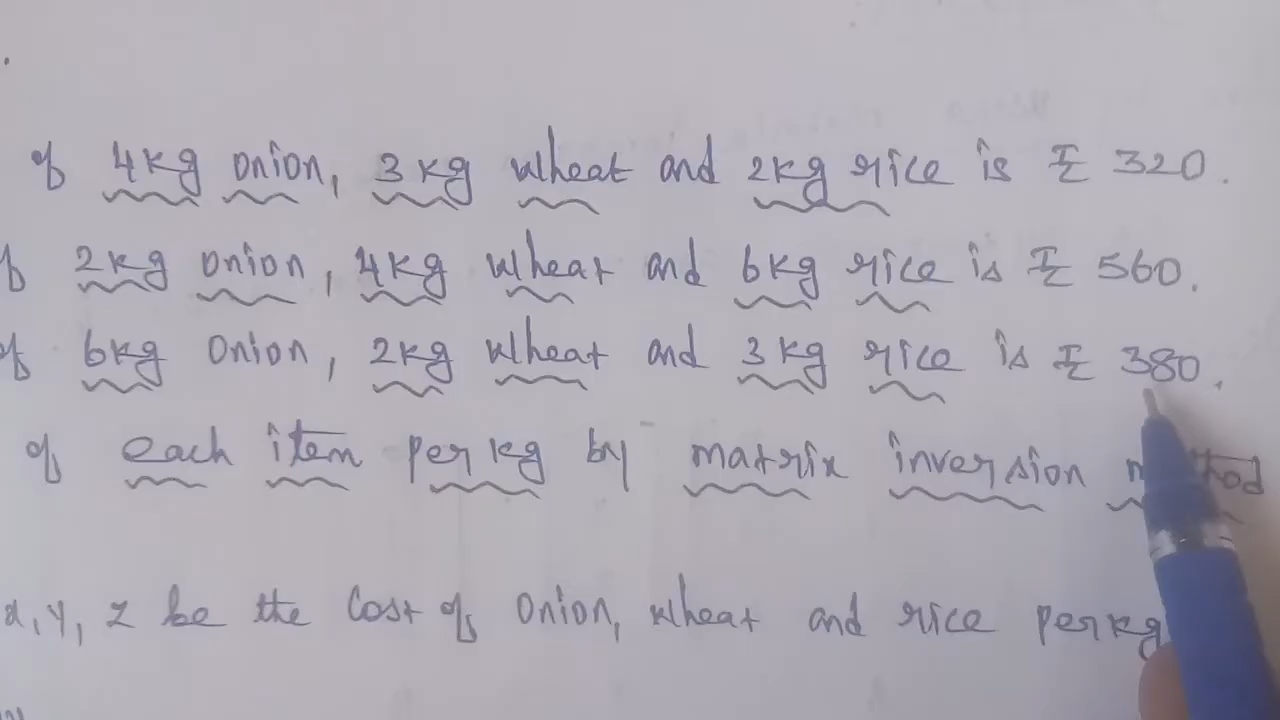 of 4kg onion, 3kg wheat and 2kg rice is ₹ 320.
of 2kg onion, 4kg wheat and 6kg rice is ₹ 560.
of 6kg onion, 2kg wheat and 3kg rice is ₹ 380.
of each item per kg by matrix inversion method
x, y, z be the cost of onion, wheat and rice per kg